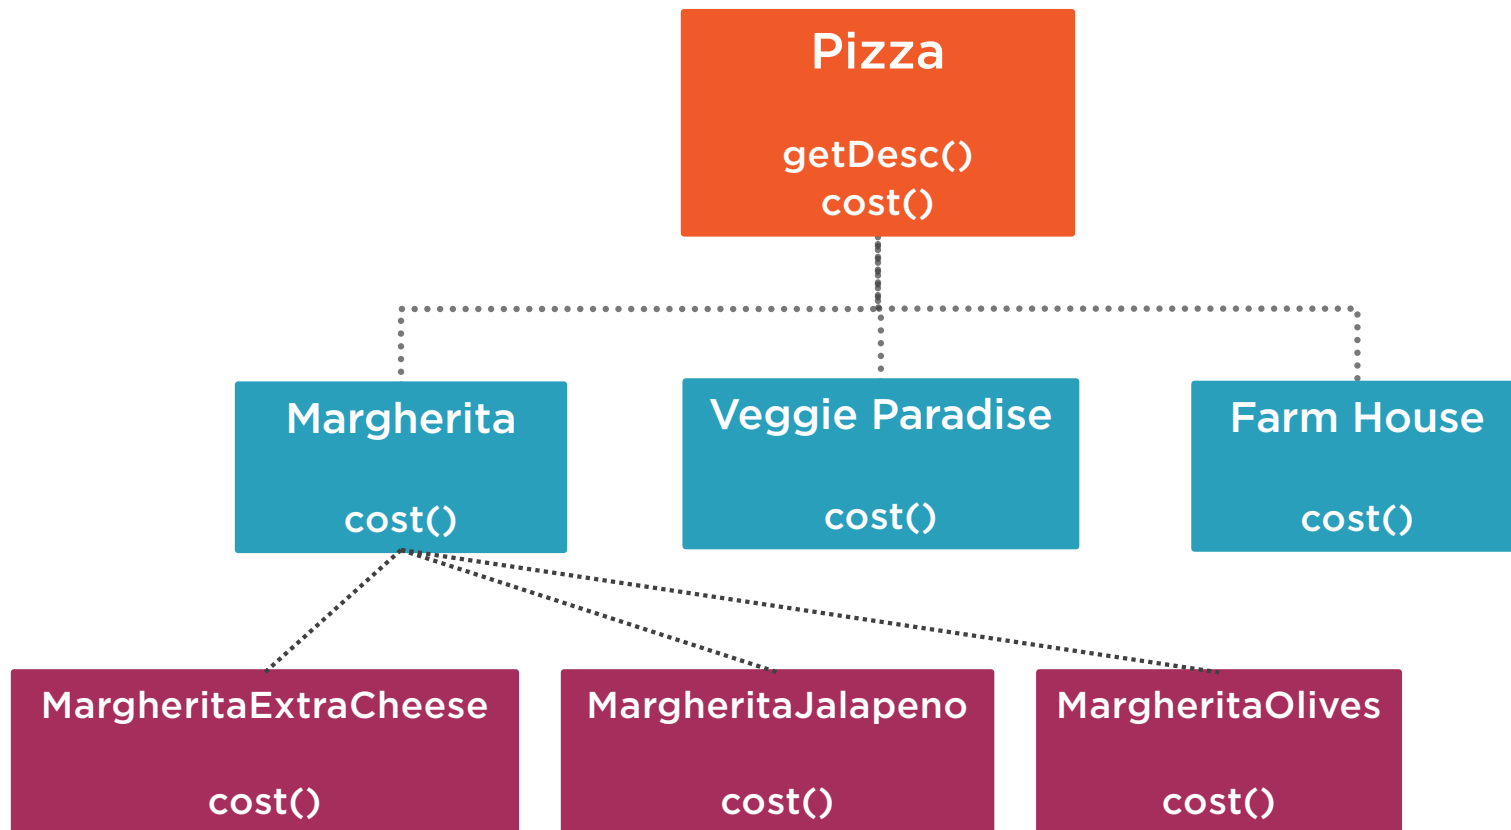 Pizza
getDesc()
cost()
Margherita
cost()
Veggie Paradise
cost()
Farm House
cost()
MargheritaExtraCheese
cost()
MargheritaJalapeno
cost()
MargheritaOlives
cost()